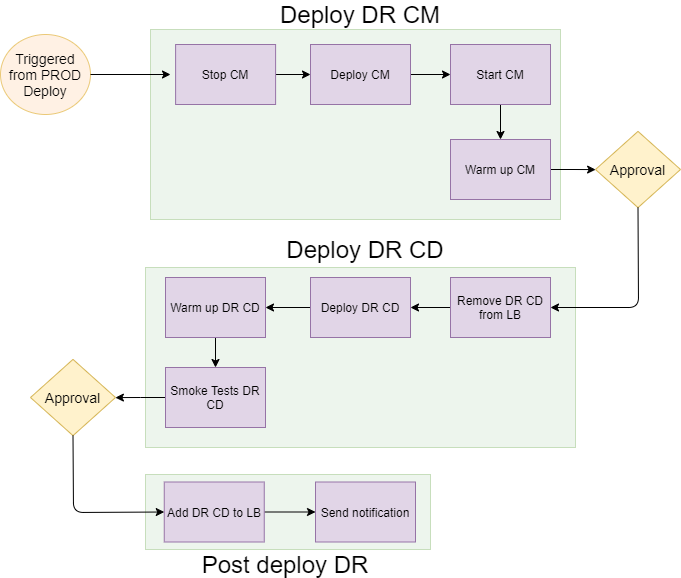 Deploy DR CM
Triggered
from PROD
Deploy
Stop CM
Deploy CM
Start CM
Warm up CM
Approval
Deploy DR CD
Warm up DR CD
Deploy DR CD
Remove DR CD
from LB
Smoke Tests DR
CD
Approval
Add DR CD to LB
Send notification
Post deploy DR